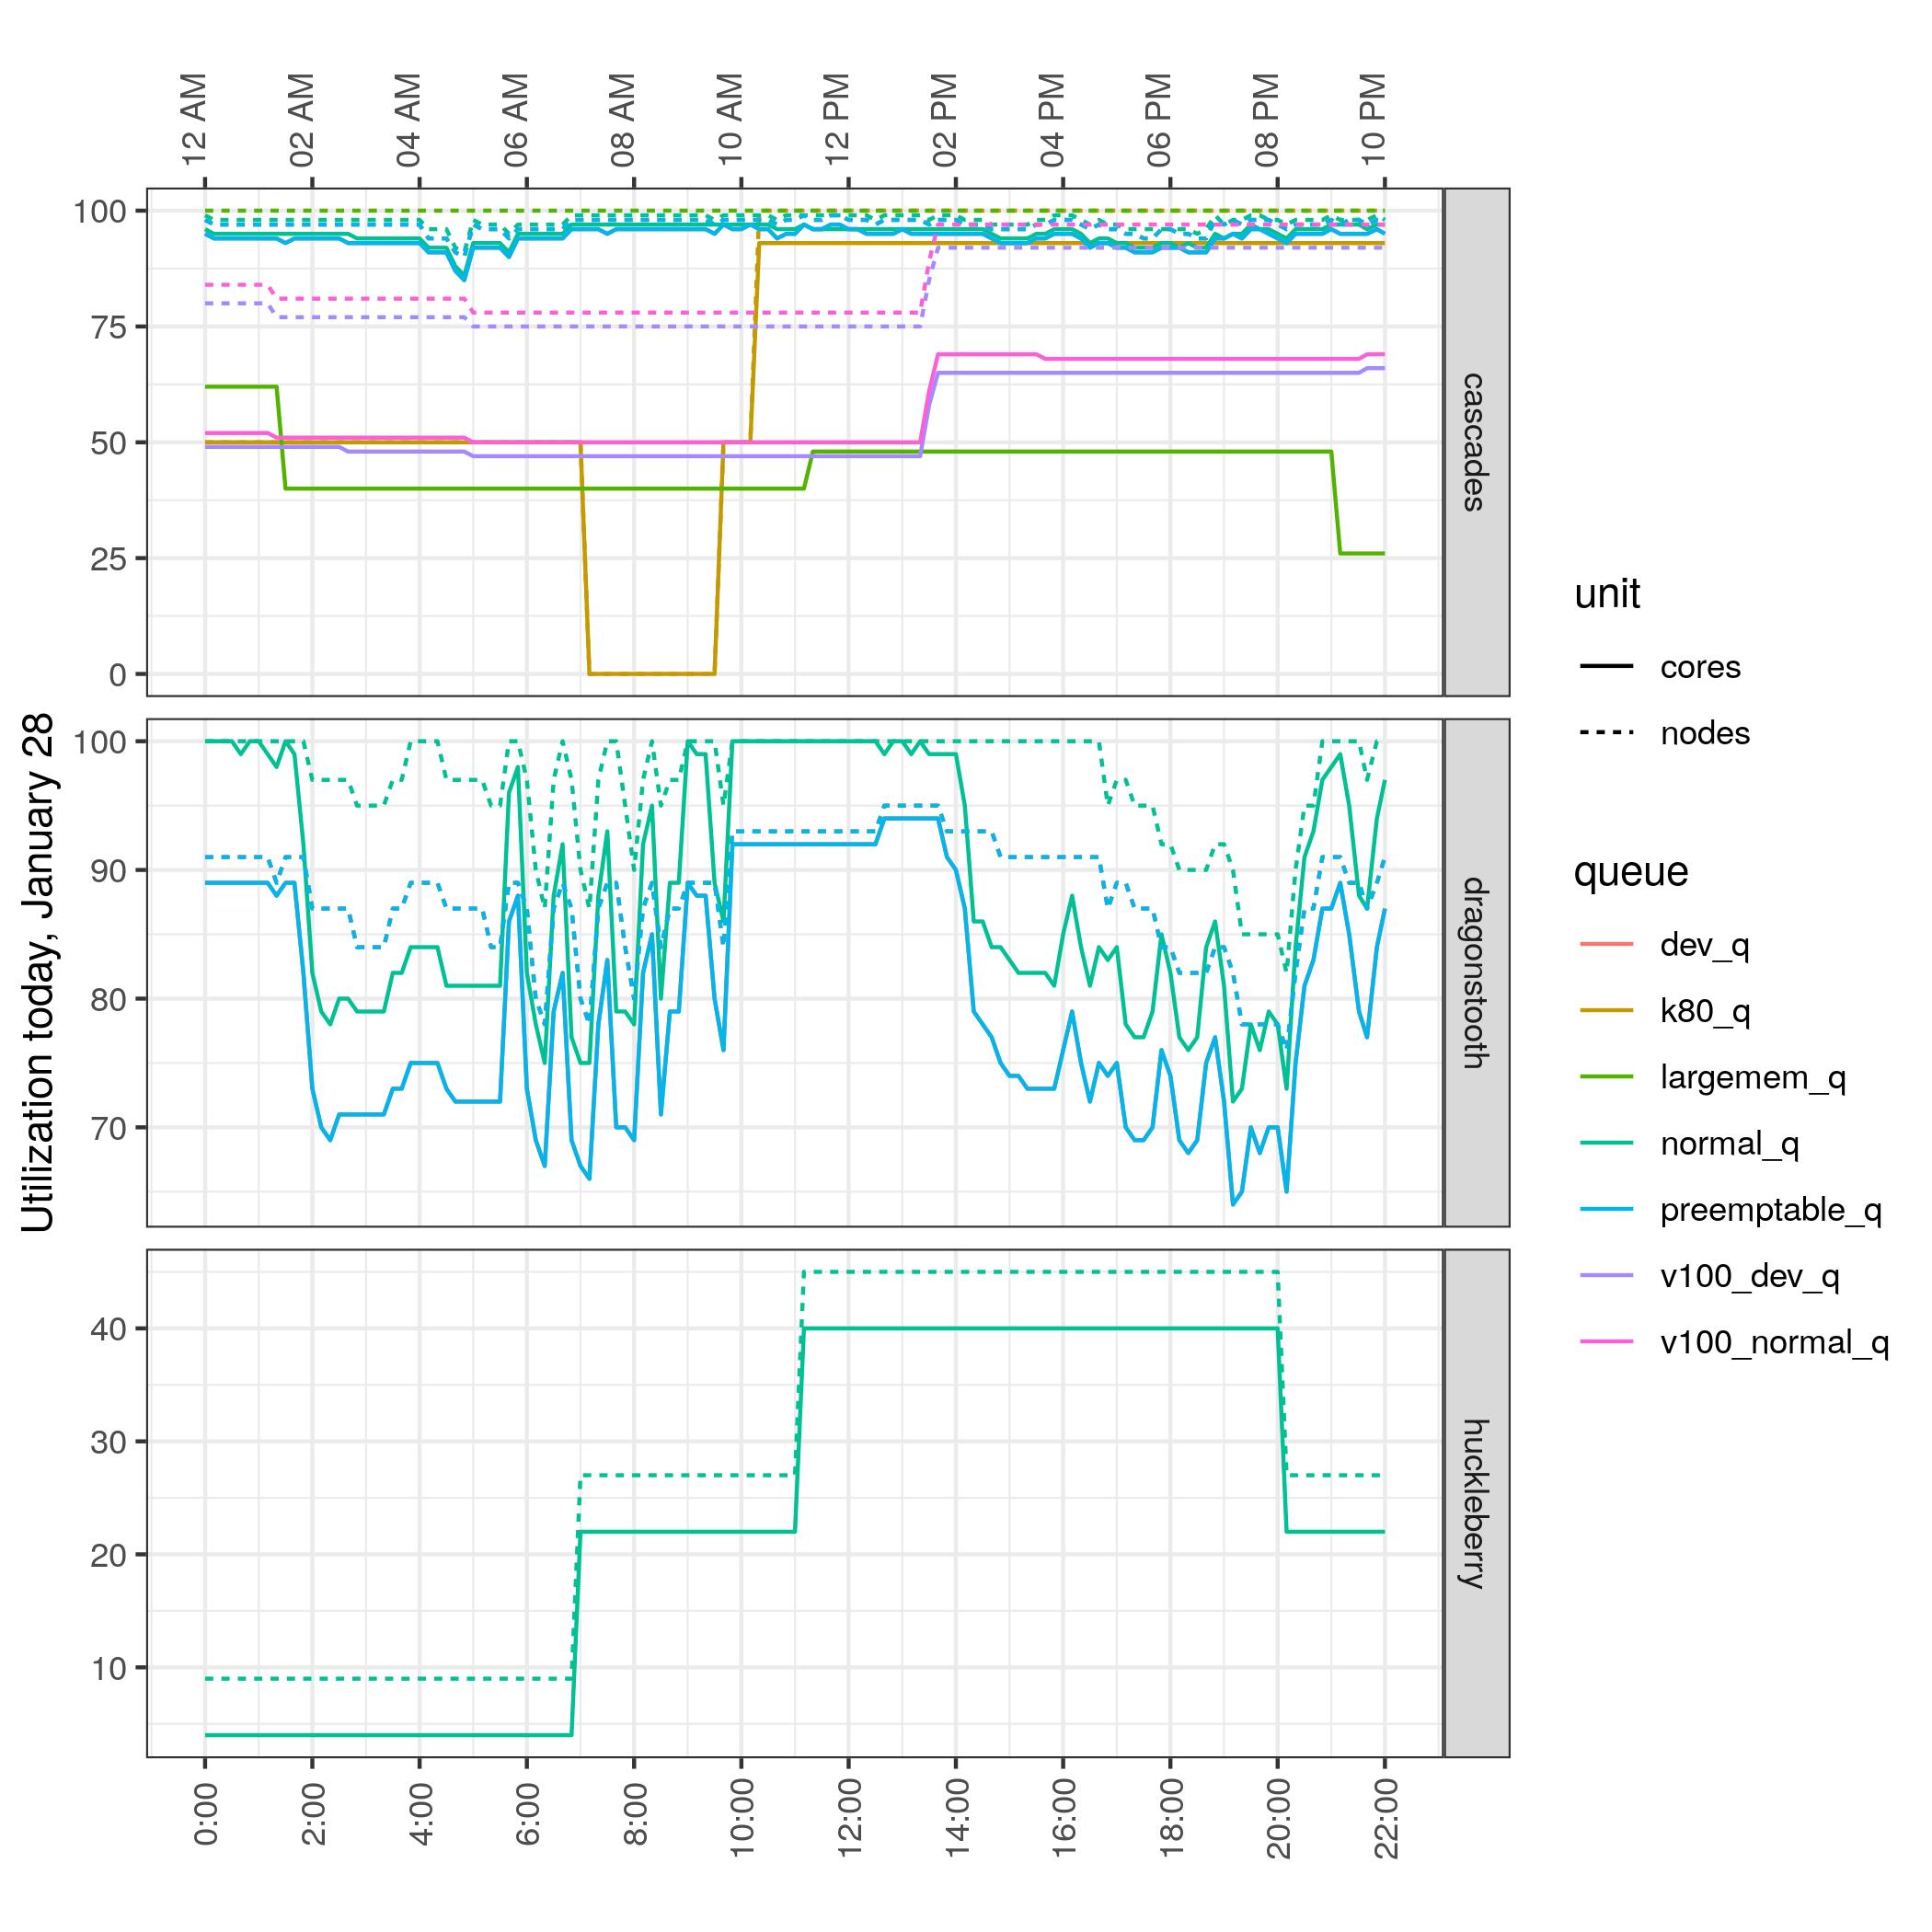 12 AM
02 AM
04 AM
06 AM
08 AM
10 AM
12 PM
02 PM
04 PM
06 PM
08 PM
10 PM
Utilization today, January 28
100
75
50
25
0
cascades
100
90
80
70
dragonstooth
40
30
20
10
huckleberry
0:00
2:00
4:00
6:00
8:00
10:00
12:00
14:00
16:00
18:00
20:00
22:00
unit
cores
nodes
queue
dev_q
k80_q
largemem_q
normal_q
preemptable_q
v100_dev_q
v100_normal_q